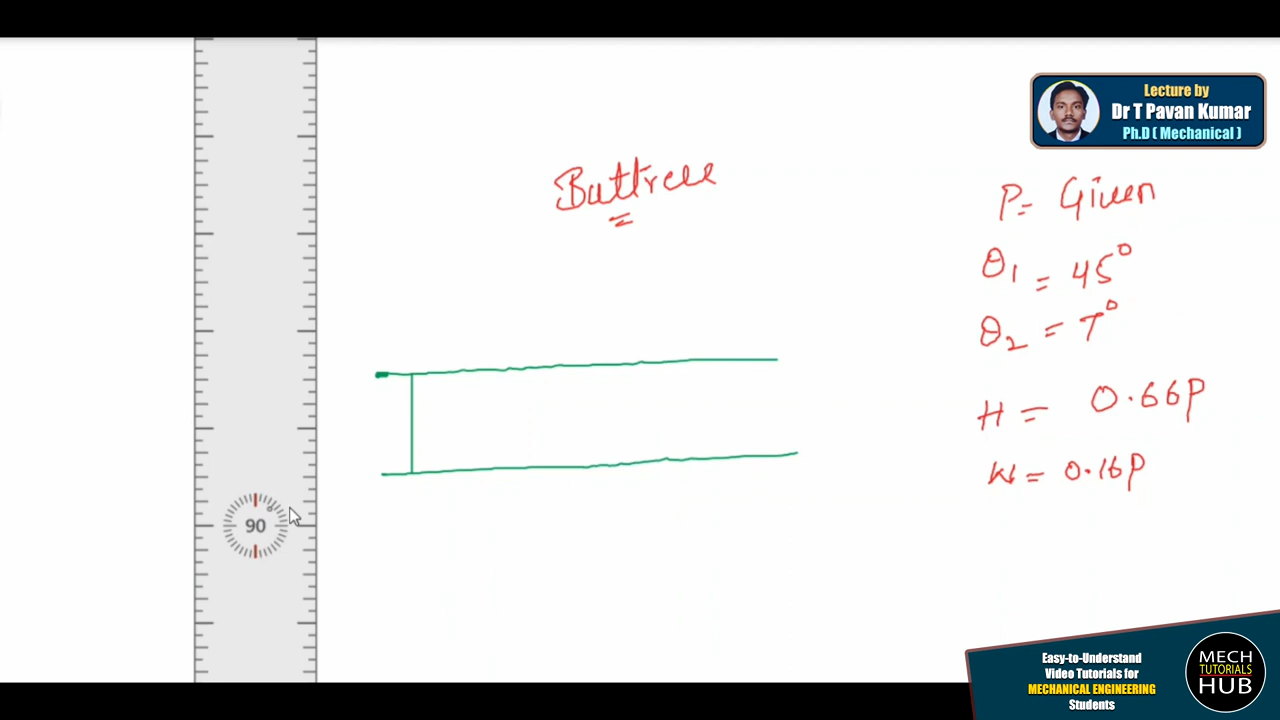 Lecture by
Dr T Pavan Kumar
Ph.D ( Mechanical )
Buttress
P = Given
θ1 = 45°
θ2 = 7°
H = 0.66P
W = 0.16P
90
Easy-to-Understand
Video Tutorials for
MECHANICAL ENGINEERING
Students
MECH
TUTORIALS
HUB